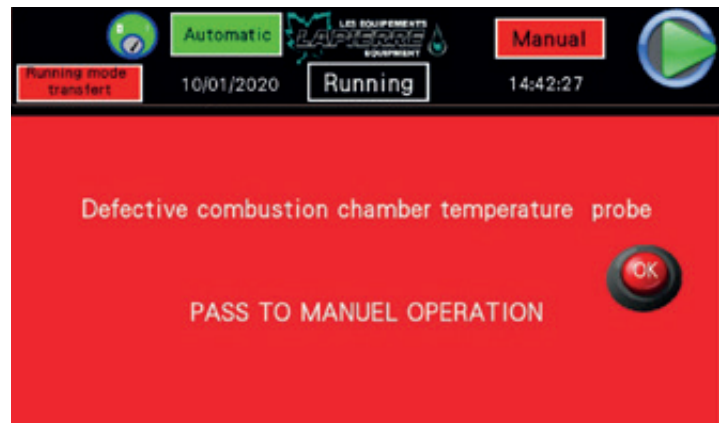 Automatic
LES EQUIPEMENTS
LAPIERRE
EQUIPMENT
Manual
Running mode
transfert
10/01/2020
Running
14:42:27
Defective combustion chamber temperature probe
OK
PASS TO MANUEL OPERATION